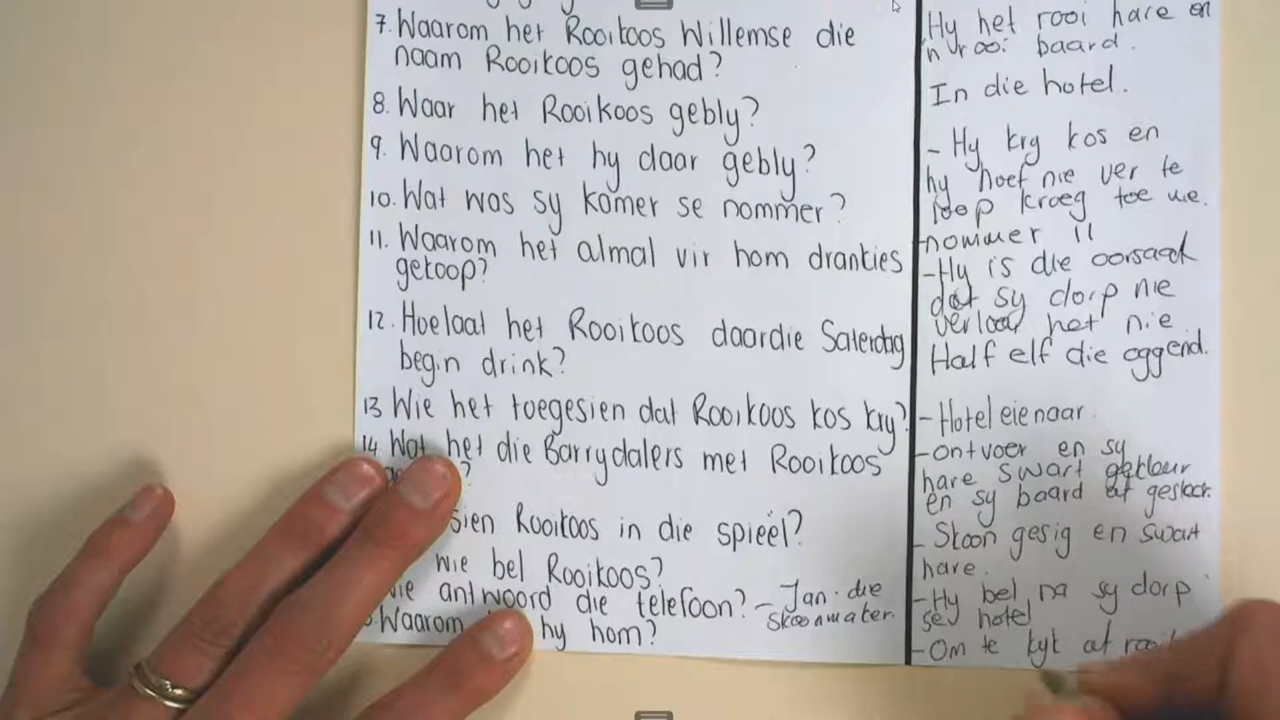 7. Waarom het Rooikoos Willemse die
naam Rooikoos gehad?
8. Waar het Rooikoos gebly?
9. Waarom het hy daar gebly?
10. Wat was sy kamer se nommer?
11. Waarom het almal vir hom drankies
gekoop?
12. Hoelaat het Rooikoos daardie Saterdag
begin drink?
13 Wie het toegesien dat Rooikoos kos kry?
14. Wat het die Barrydalers met Rooikoos
?
sien Rooikoos in die spieël?
wie bel Rooikoos?
Wie antwoord die telefoon? - Jan die
Skoonmaker.
Waarom hy hom?
Hy het rooi hare en
'n rooi baard.
In die hotel.
- Hy kry kos en
hy hoef nie ver te
loop kroeg toe nie.
nommer 11
- Hy is die oorsaak
dat sy dorp nie
verloor het nie
Half elf die oggend.
- Hotel eienaar.
- ontvoer en sy
hare swart gekleur
en sy baard af geskeer.
- Skoon gesig en swart
hare.
- Hy bel na sy dorp
se hotel
- Om te kyk of rooi